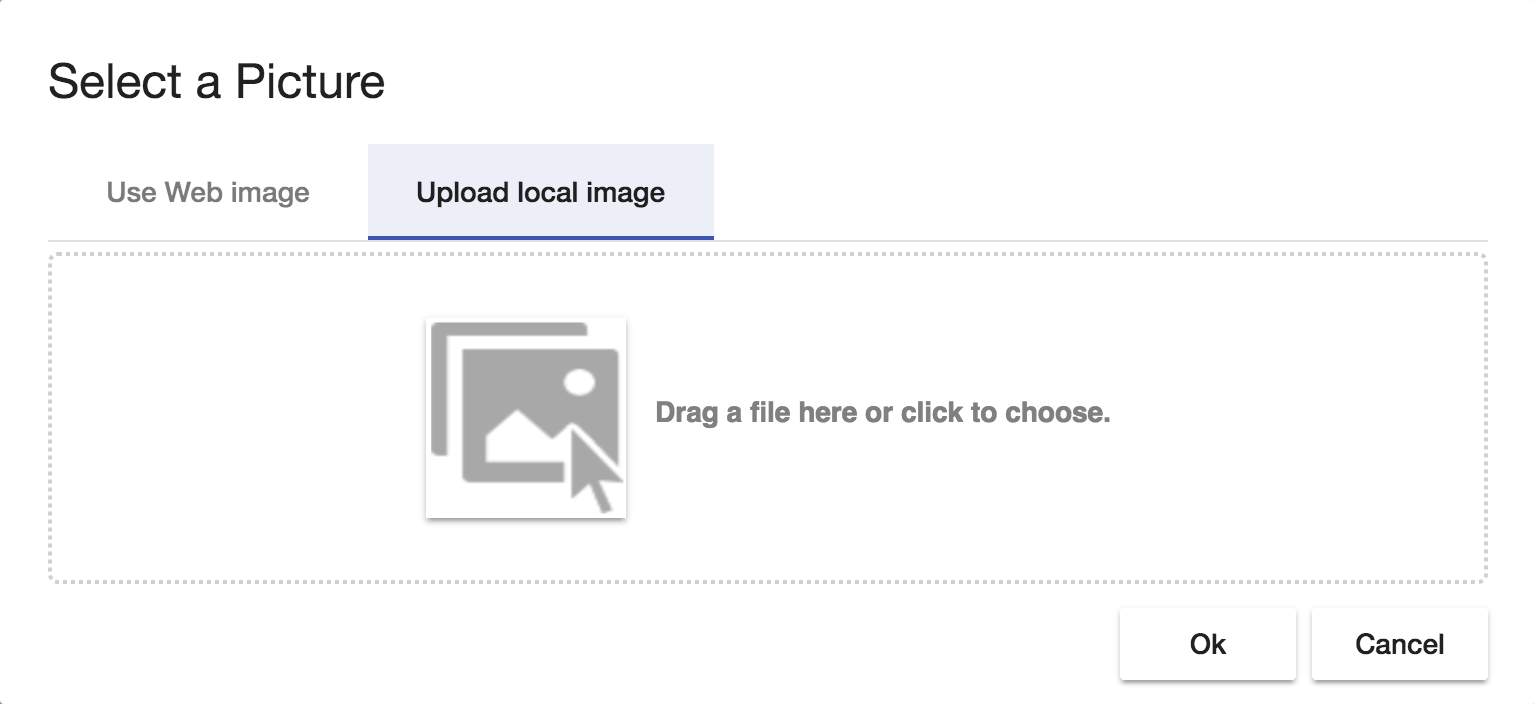 Select a Picture
Use Web image
Upload local image
Drag a file here or click to choose.
Ok
Cancel